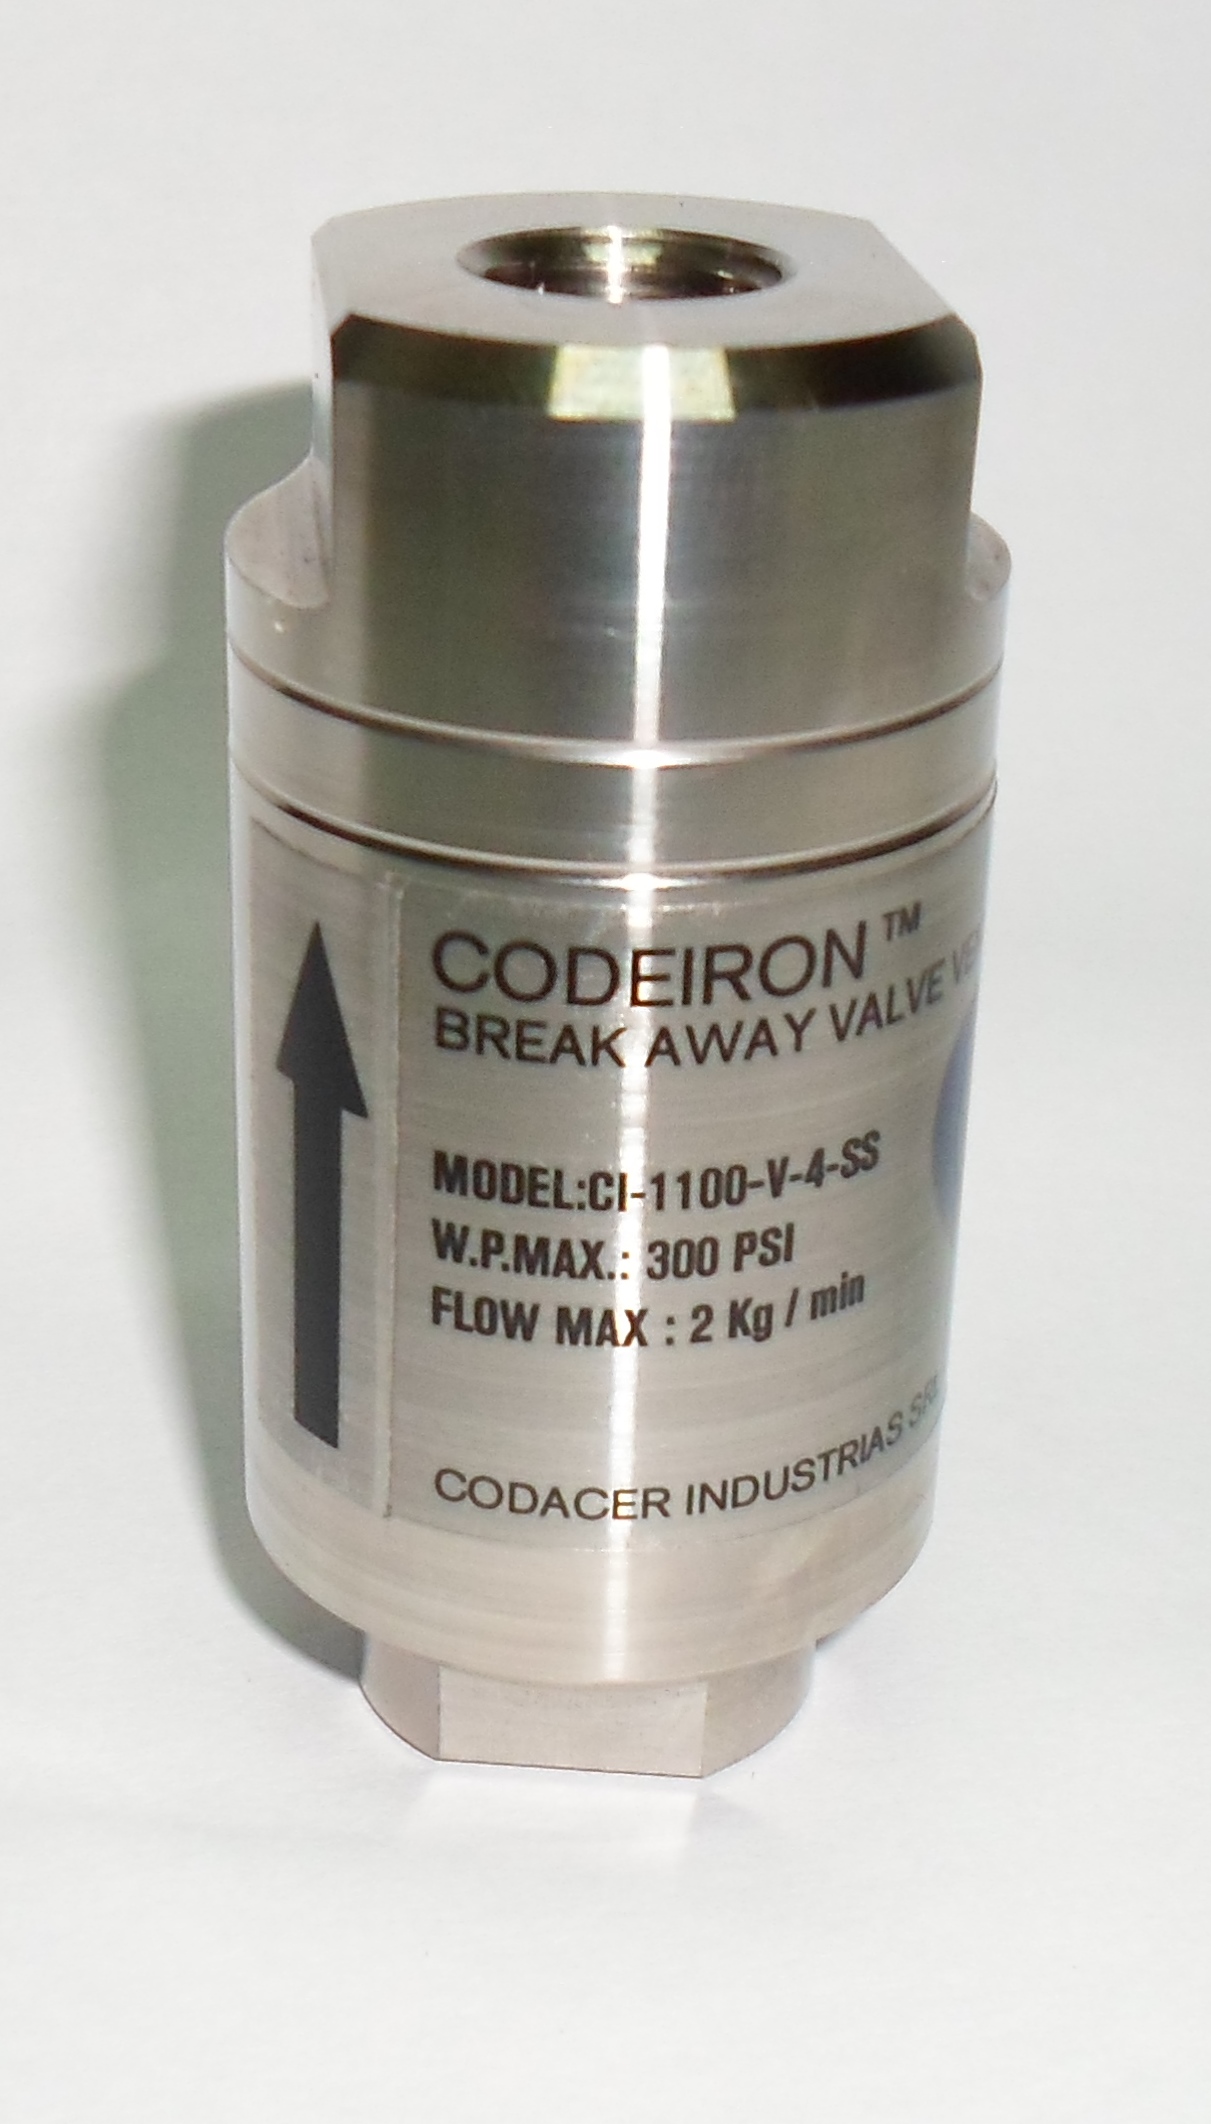 CODEIRON ™
BREAK AWAY VALVE
MODEL:CI-1100-V-4-SS
W.P.MAX.: 300 PSI
FLOW MAX : 2 Kg / min
CODACER INDUSTRIAS SRL